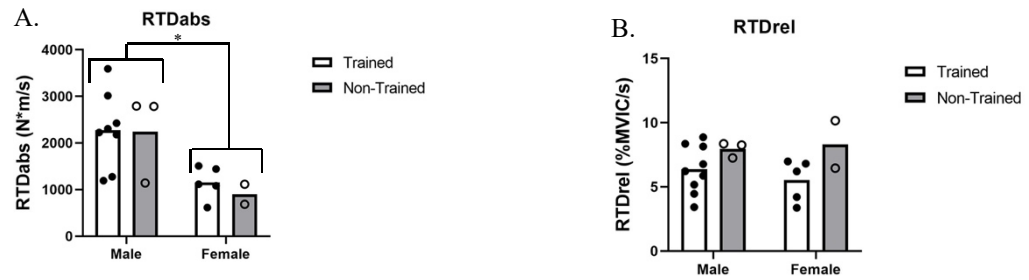 A.
RTDabs
*
4000
3000
2000
1000
0
RTDabs (N*m/s)
Male
Female
Trained
Non-Trained
B.
RTDrel
15
10
5
0
RTDrel (%MVIC/s)
Male
Female
Trained
Non-Trained